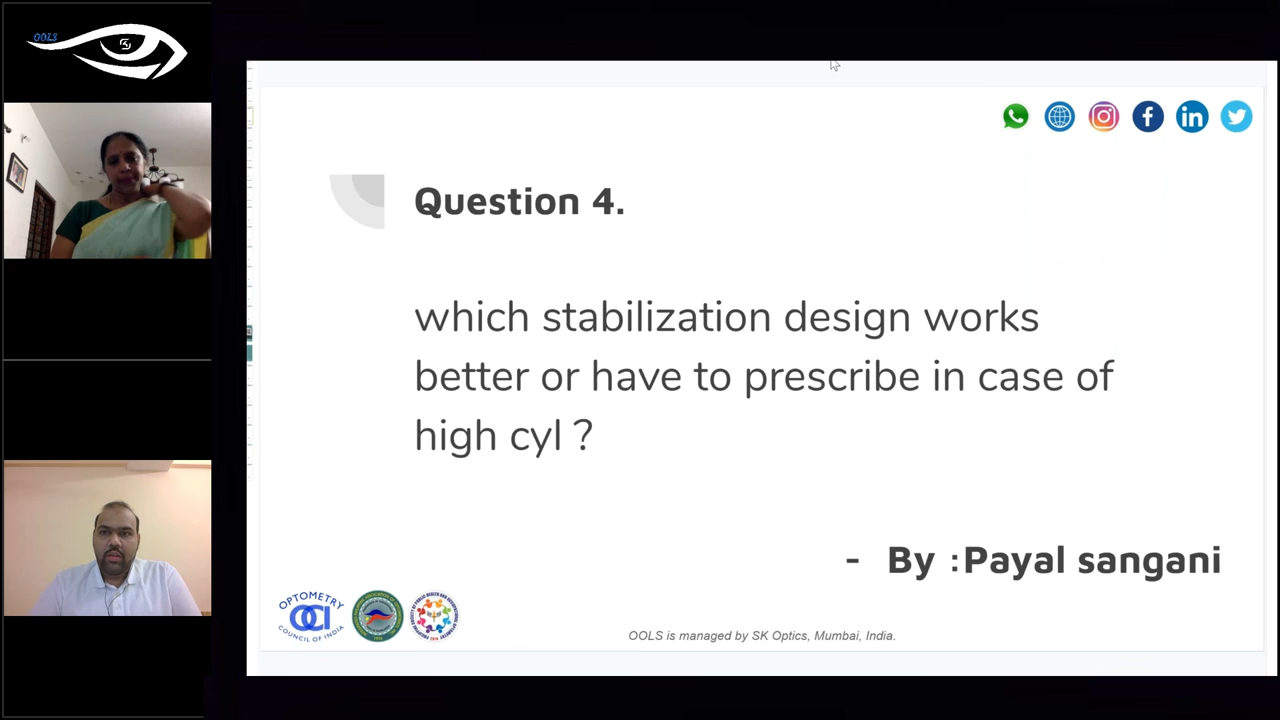 OOLS
Question 4.
which stabilization design works
better or have to prescribe in case of
high cyl ?
- By :Payal sangani
OPTOMETRY
OCI
COUNCIL OF INDIA
OOLS is managed by SK Optics, Mumbai, India.